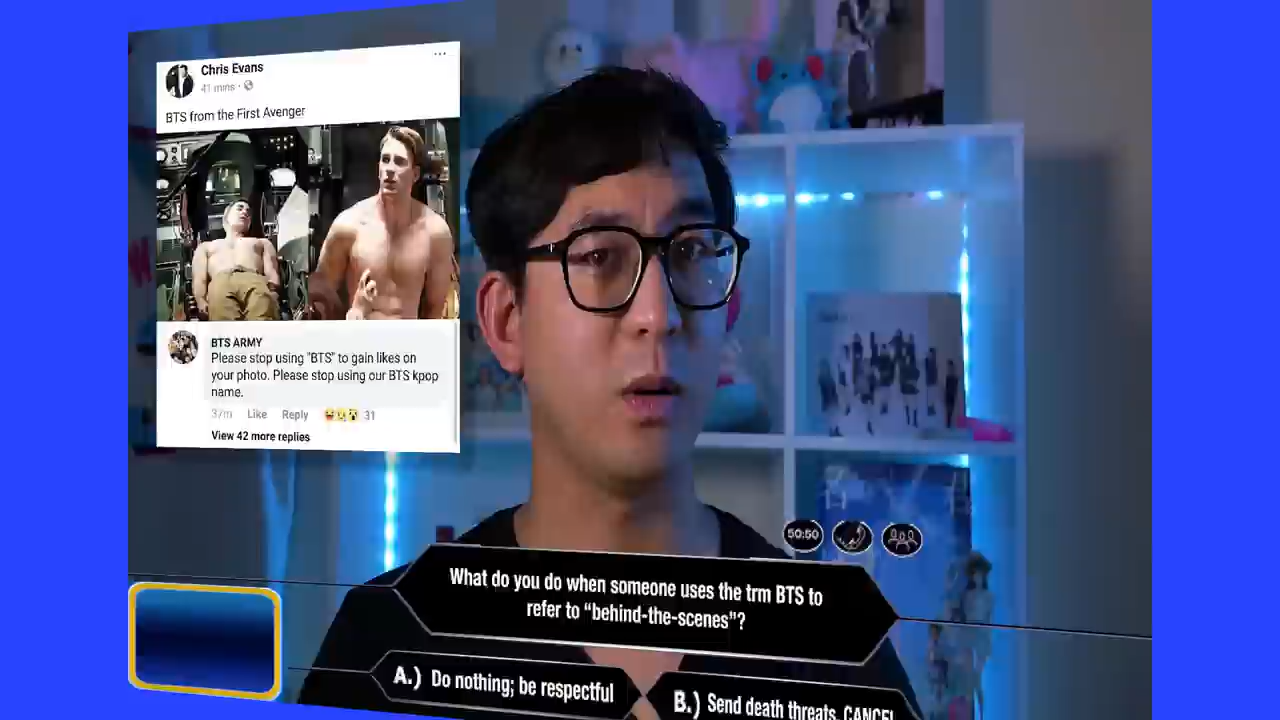 Chris Evans
41 mins
BTS from the First Avenger
BTS ARMY
Please stop using "BTS" to gain likes on
your photo. Please stop using our BTS kpop
name.
37m Like Reply 31
View 42 more replies
50:50
What do you do when someone uses the trm BTS to
refer to "behind-the-scenes"?
A.) Do nothing; be respectful
B.) Send death threats, CANCEL